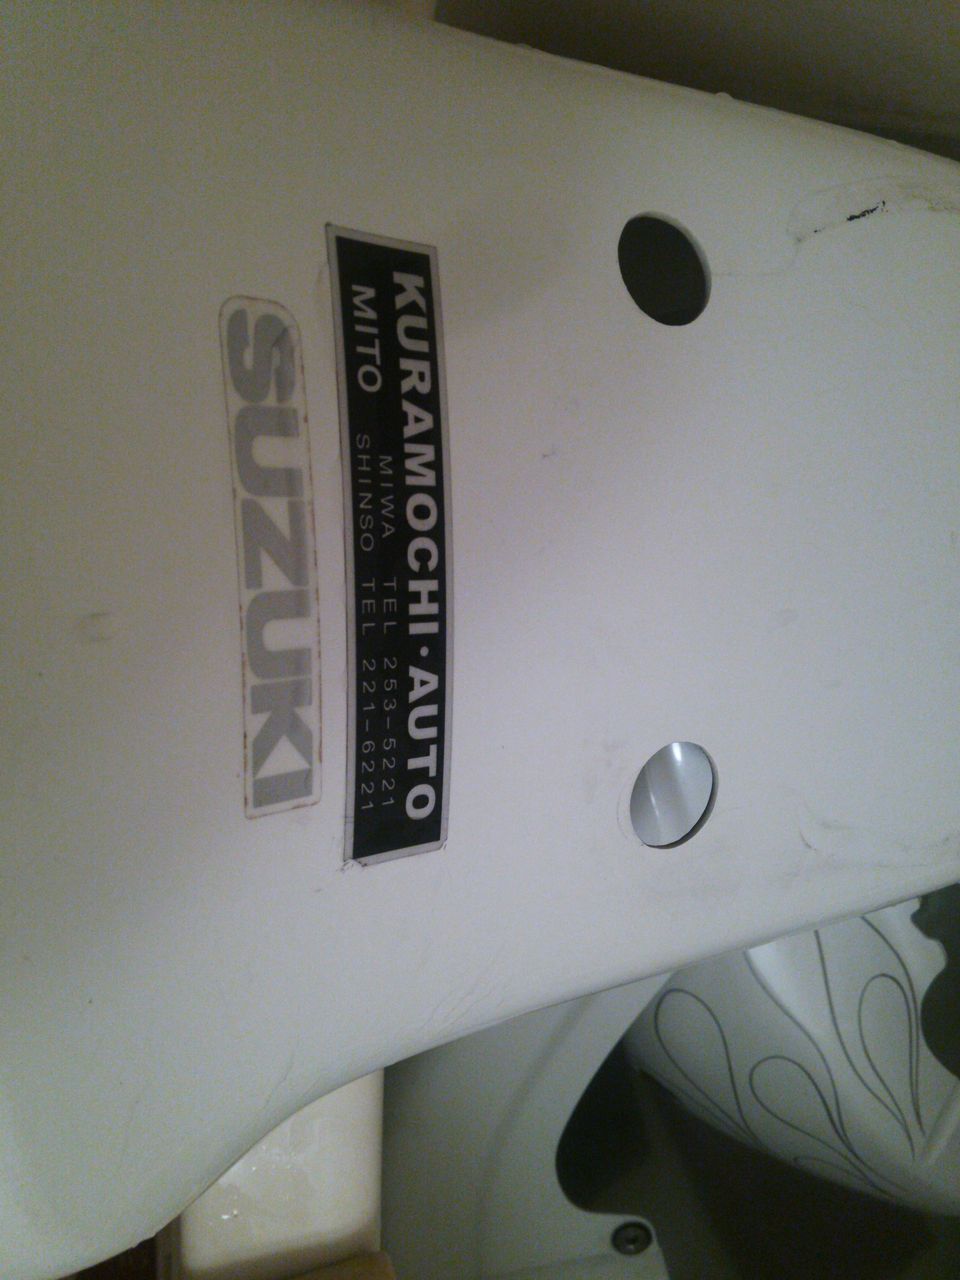 KURAMOCHI・AUTO
MITO MIWA TEL 253-5221
SHINSO TEL 221-6221
SUZUKI